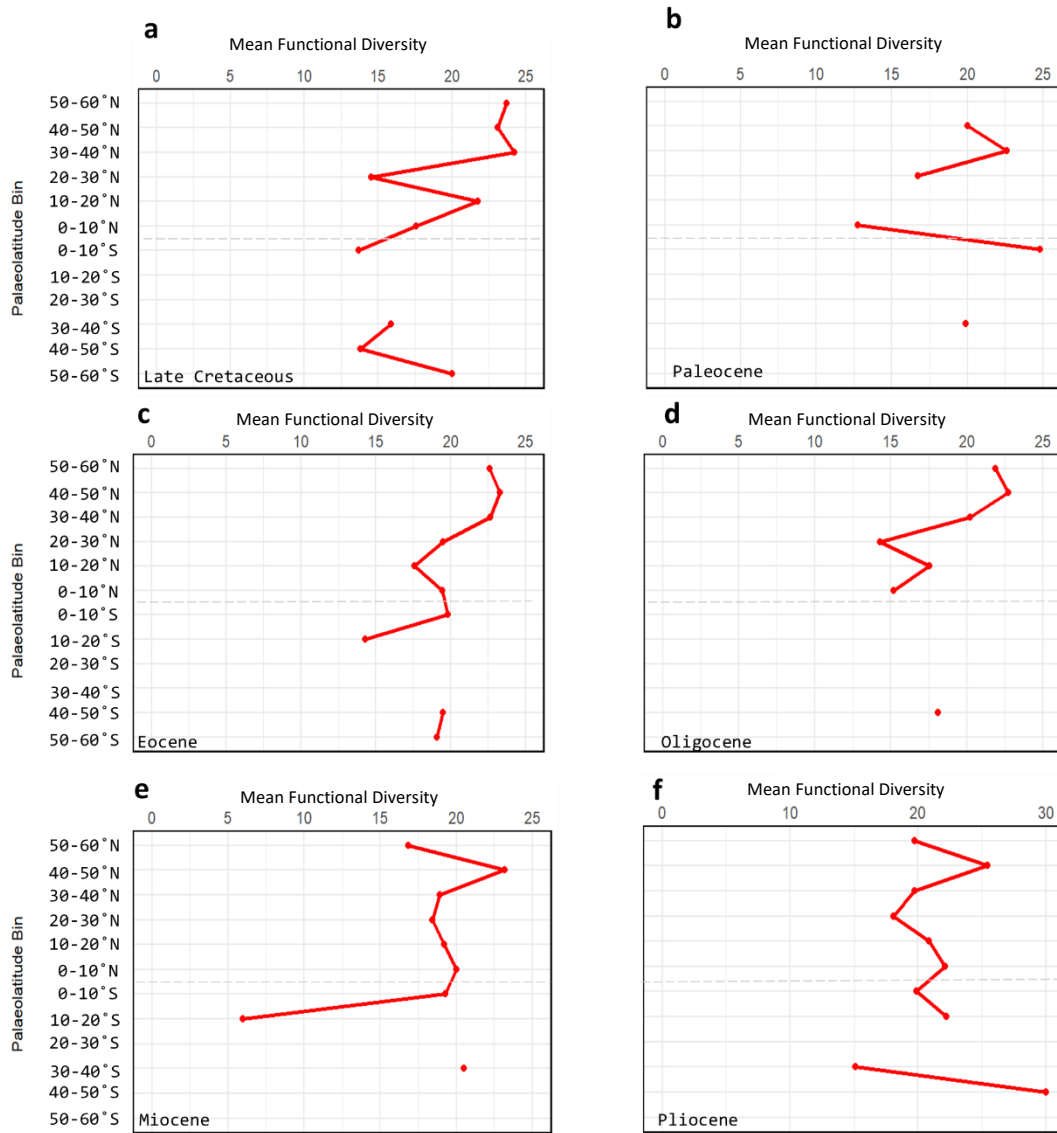 a
Mean Functional Diversity
0 5 10 15 20 25
50-60˚N
40-50˚N
30-40˚N
20-30˚N
10-20˚N
0-10˚N
0-10˚S
10-20˚S
20-30˚S
30-40˚S
40-50˚S
50-60˚S
Palaeolatitude Bin
Late Cretaceous
b
Mean Functional Diversity
0 5 10 15 20 25
Paleocene
c
Mean Functional Diversity
0 5 10 15 20 25
50-60˚N
40-50˚N
30-40˚N
20-30˚N
10-20˚N
0-10˚N
0-10˚S
10-20˚S
20-30˚S
30-40˚S
40-50˚S
50-60˚S
Palaeolatitude Bin
Eocene
d
Mean Functional Diversity
0 5 10 15 20 25
Oligocene
e
Mean Functional Diversity
0 5 10 15 20 25
50-60˚N
40-50˚N
30-40˚N
20-30˚N
10-20˚N
0-10˚N
0-10˚S
10-20˚S
20-30˚S
30-40˚S
40-50˚S
50-60˚S
Palaeolatitude Bin
Miocene
f
Mean Functional Diversity
0 10 20 30
Pliocene